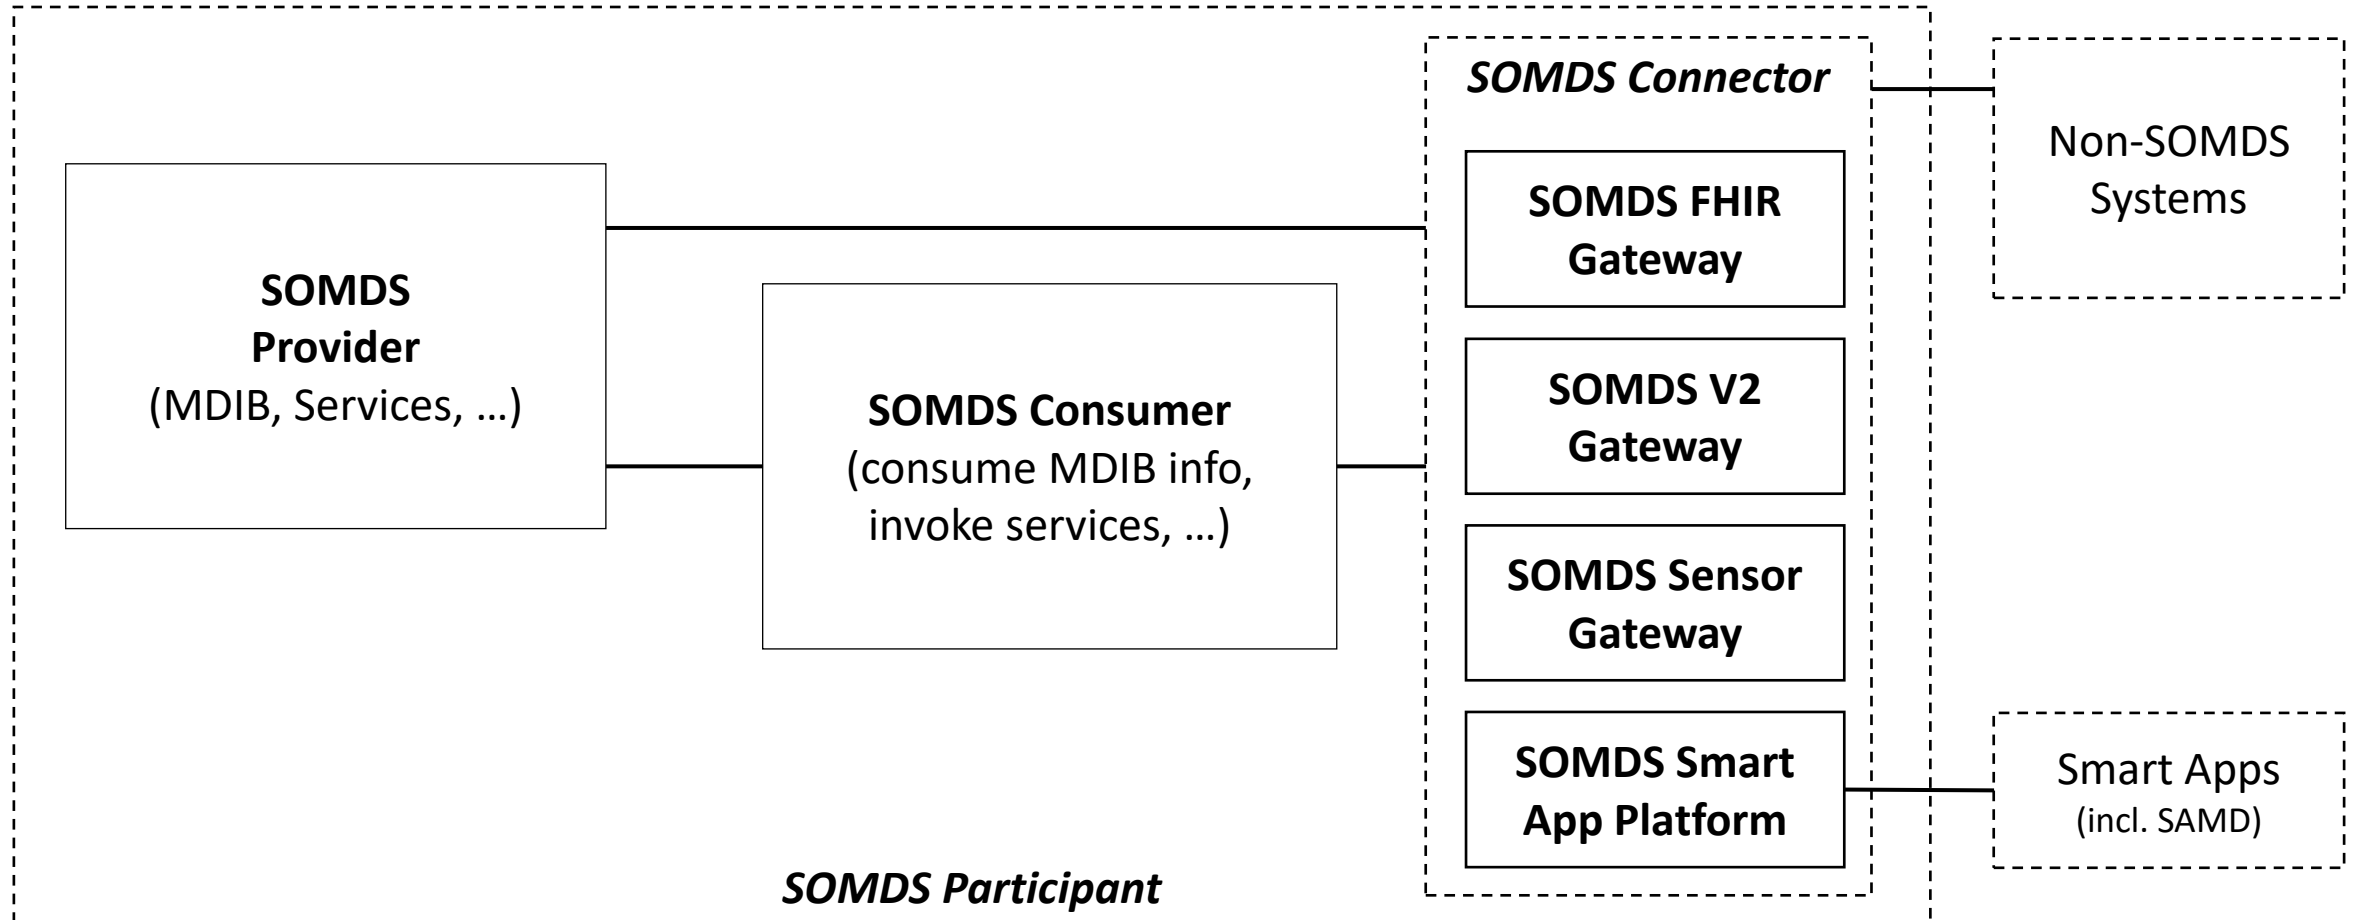 SOMDS
Provider
(MDIB, Services, …)
SOMDS Consumer
(consume MDIB info,
invoke services, …)
SOMDS Connector
SOMDS FHIR
Gateway
SOMDS V2
Gateway
SOMDS Sensor
Gateway
SOMDS Smart
App Platform
Non-SOMDS
Systems
Smart Apps
(incl. SAMD)
SOMDS Participant